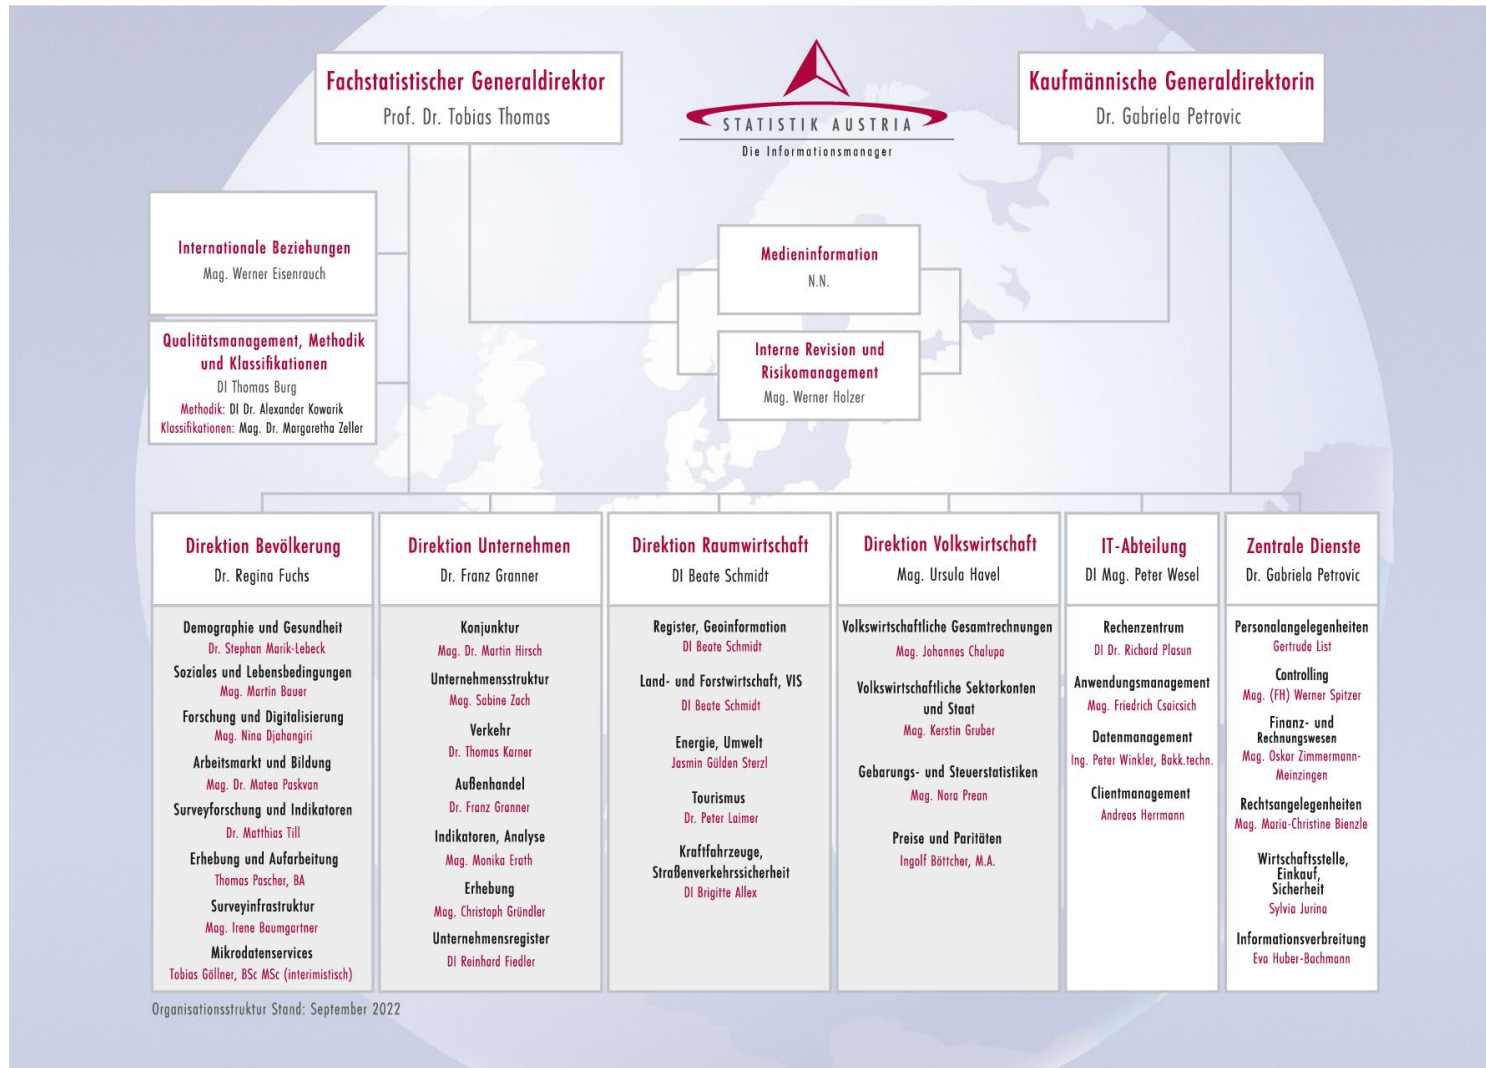 Fachstatistischer Generaldirektor
Prof. Dr. Tobias Thomas
STATISTIK AUSTRIA
Die Informationsmanager
Kaufmännische Generaldirektorin
Dr. Gabriela Petrovic
Internationale Beziehungen
Mag. Werner Eisenrauch
Qualitätsmanagement, Methodik
und Klassifikationen
DI Thomas Burg
Methodik: DI Dr. Alexander Kowarik
Klassifikationen: Mag. Dr. Margaretha Zeller
Medieninformation
N.N.
Interne Revision und
Risikomanagement
Mag. Werner Holzer
Direktion Bevölkerung
Dr. Regina Fuchs
Demographie und Gesundheit
Dr. Stephan Marik-Lebeck
Soziales und Lebensbedingungen
Mag. Martin Bauer
Forschung und Digitalisierung
Mag. Nina Djahangiri
Arbeitsmarkt und Bildung
Mag. Dr. Matea Paskvan
Surveyforschung und Indikatoren
Dr. Matthias Till
Erhebung und Aufarbeitung
Thomas Pascher, BA
Surveyinfrastruktur
Mag. Irene Baumgartner
Mikrodatenservices
Tobias Göllner, BSc MSc (interimistisch)
Direktion Unternehmen
Dr. Franz Granner
Konjunktur
Mag. Dr. Martin Hirsch
Unternehmensstruktur
Mag. Sabine Zach
Verkehr
Dr. Thomas Karner
Außenhandel
Dr. Franz Granner
Indikatoren, Analyse
Mag. Monika Erath
Erhebung
Mag. Christoph Gründler
Unternehmensregister
DI Reinhard Fiedler
Direktion Raumwirtschaft
DI Beate Schmidt
Register, Geoinformation
DI Beate Schmidt
Land- und Forstwirtschaft, VIS
DI Beate Schmidt
Energie, Umwelt
Jasmin Gülden Sterzl
Tourismus
Dr. Peter Laimer
Kraftfahrzeuge,
Straßenverkehrssicherheit
DI Brigitte Allex
Direktion Volkswirtschaft
Mag. Ursula Havel
Volkswirtschaftliche Gesamtrechnungen
Mag. Johannes Chalupa
Volkswirtschaftliche Sektorkonten
und Staat
Mag. Kerstin Gruber
Gebarungs- und Steuerstatistiken
Mag. Nora Prean
Preise und Paritäten
Ingolf Böttcher, M.A.
IT-Abteilung
DI Mag. Peter Wesel
Rechenzentrum
DI Dr. Richard Plasun
Anwendungsmanagement
Mag. Friedrich Csaicsich
Datenmanagement
Ing. Peter Winkler, Bakk.techn.
Clientmanagement
Andreas Herrmann
Zentrale Dienste
Dr. Gabriela Petrovic
Personalangelegenheiten
Gertrude List
Controlling
Mag. (FH) Werner Spitzer
Finanz- und
Rechnungswesen
Mag. Oskar Zimmermann-
Meinzingen
Rechtsangelegenheiten
Mag. Maria-Christine Bienzle
Wirtschaftsstelle,
Einkauf,
Sicherheit
Sylvia Jurina
Informationsverbreitung
Eva Huber-Bachmann
Organisationsstruktur Stand: September 2022